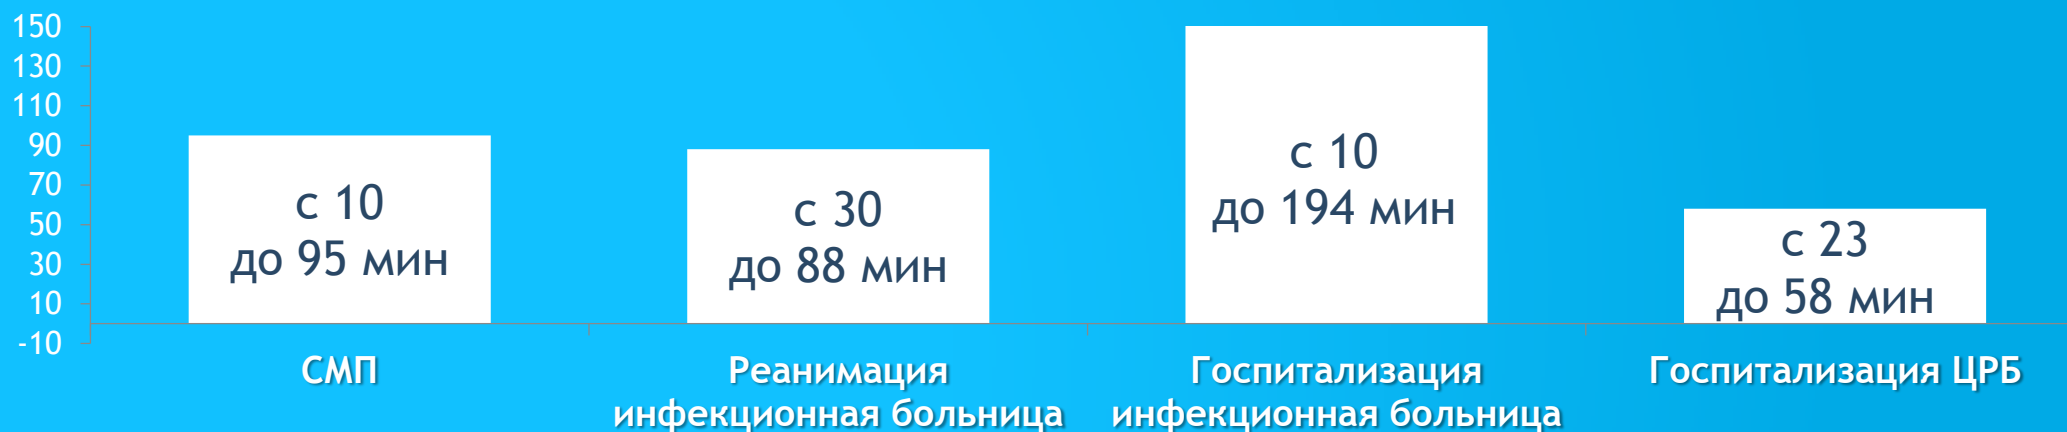 150
130
110
90
70
50
30
10
-10
с 10
до 95 мин
с 30
до 88 мин
с 10
до 194 мин
с 23
до 58 мин
СМП
Реанимация
инфекционная больница
Госпитализация
инфекционная больница
Госпитализация ЦРБ